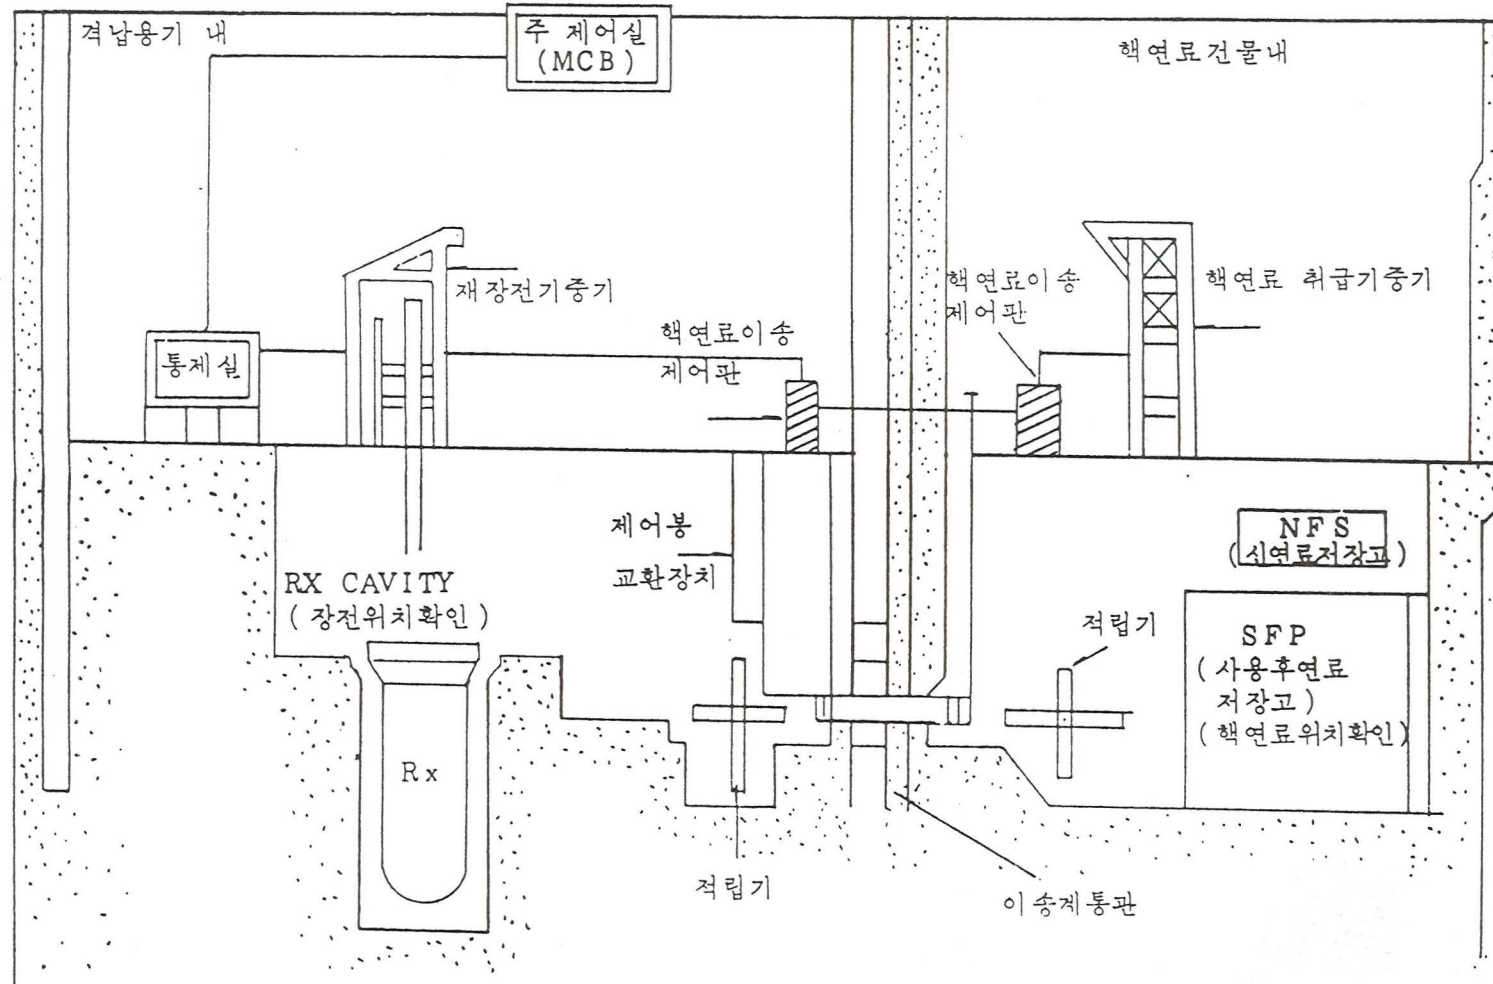 격납용기 내
주 제어실
(MCB)
핵연료건물내
재장전기중기
핵연료이송
제어판
핵연료 취급기중기
통제실
핵연료이송
제어판
제어봉
교환장치
RX CAVITY
(장전위치확인)
NFS
(신연료저장고)
적립기
SFP
(사용후연료
저장고)
(핵연료위치확인)
Rx
적립기
이송계통관